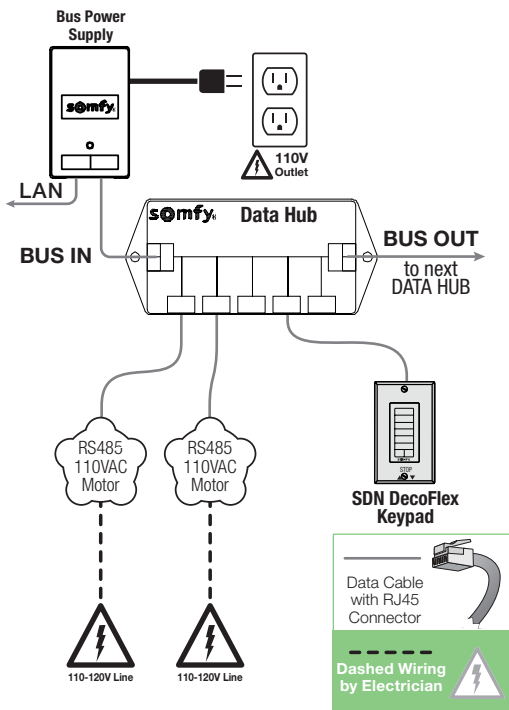 Bus Power
Supply
somfy
110V
Outlet
LAN
somfy
Data Hub
BUS IN
BUS OUT
to next
DATA HUB
RS485
110VAC
Motor
RS485
110VAC
Motor
STOP
SDN DecoFlex
Keypad
110-120V Line
110-120V Line
Data Cable
with RJ45
Connector
Dashed Wiring
by Electrician